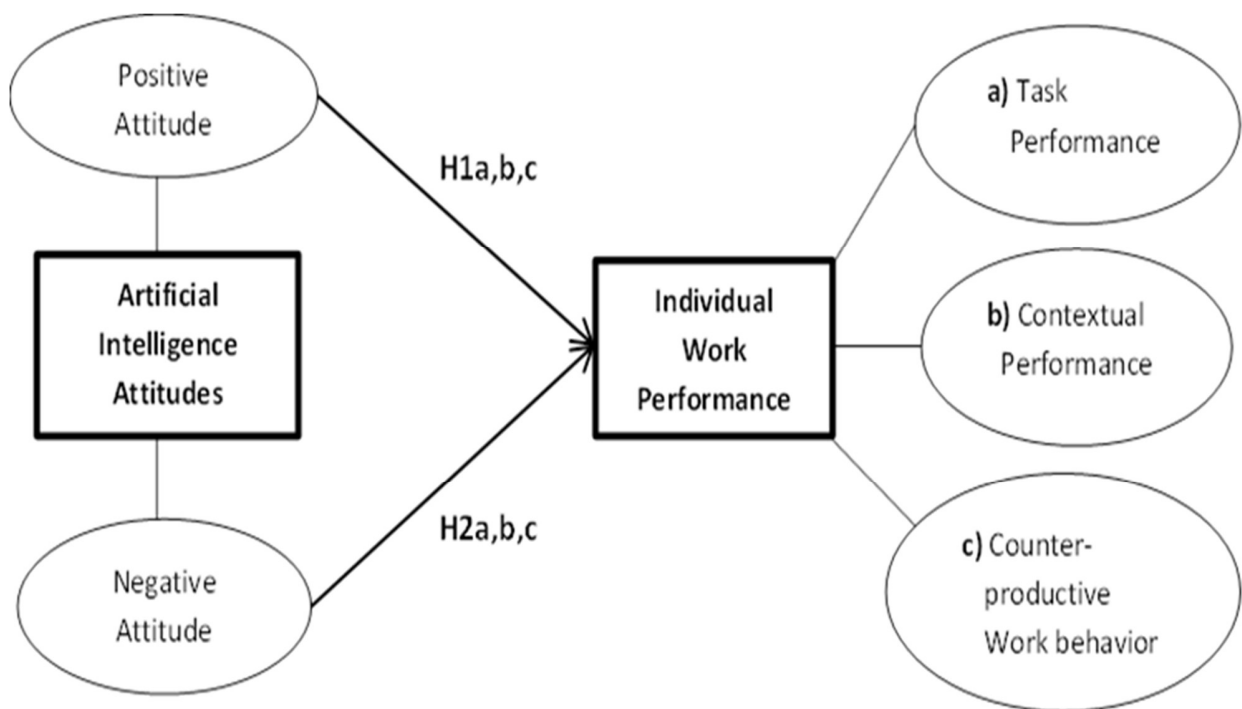 Positive
Attitude
Artificial
Intelligence
Attitudes
Negative
Attitude
H1a,b,c
H2a,b,c
Individual
Work
Performance
a) Task
Performance
b) Contextual
Performance
c) Counter-
productive
Work behavior